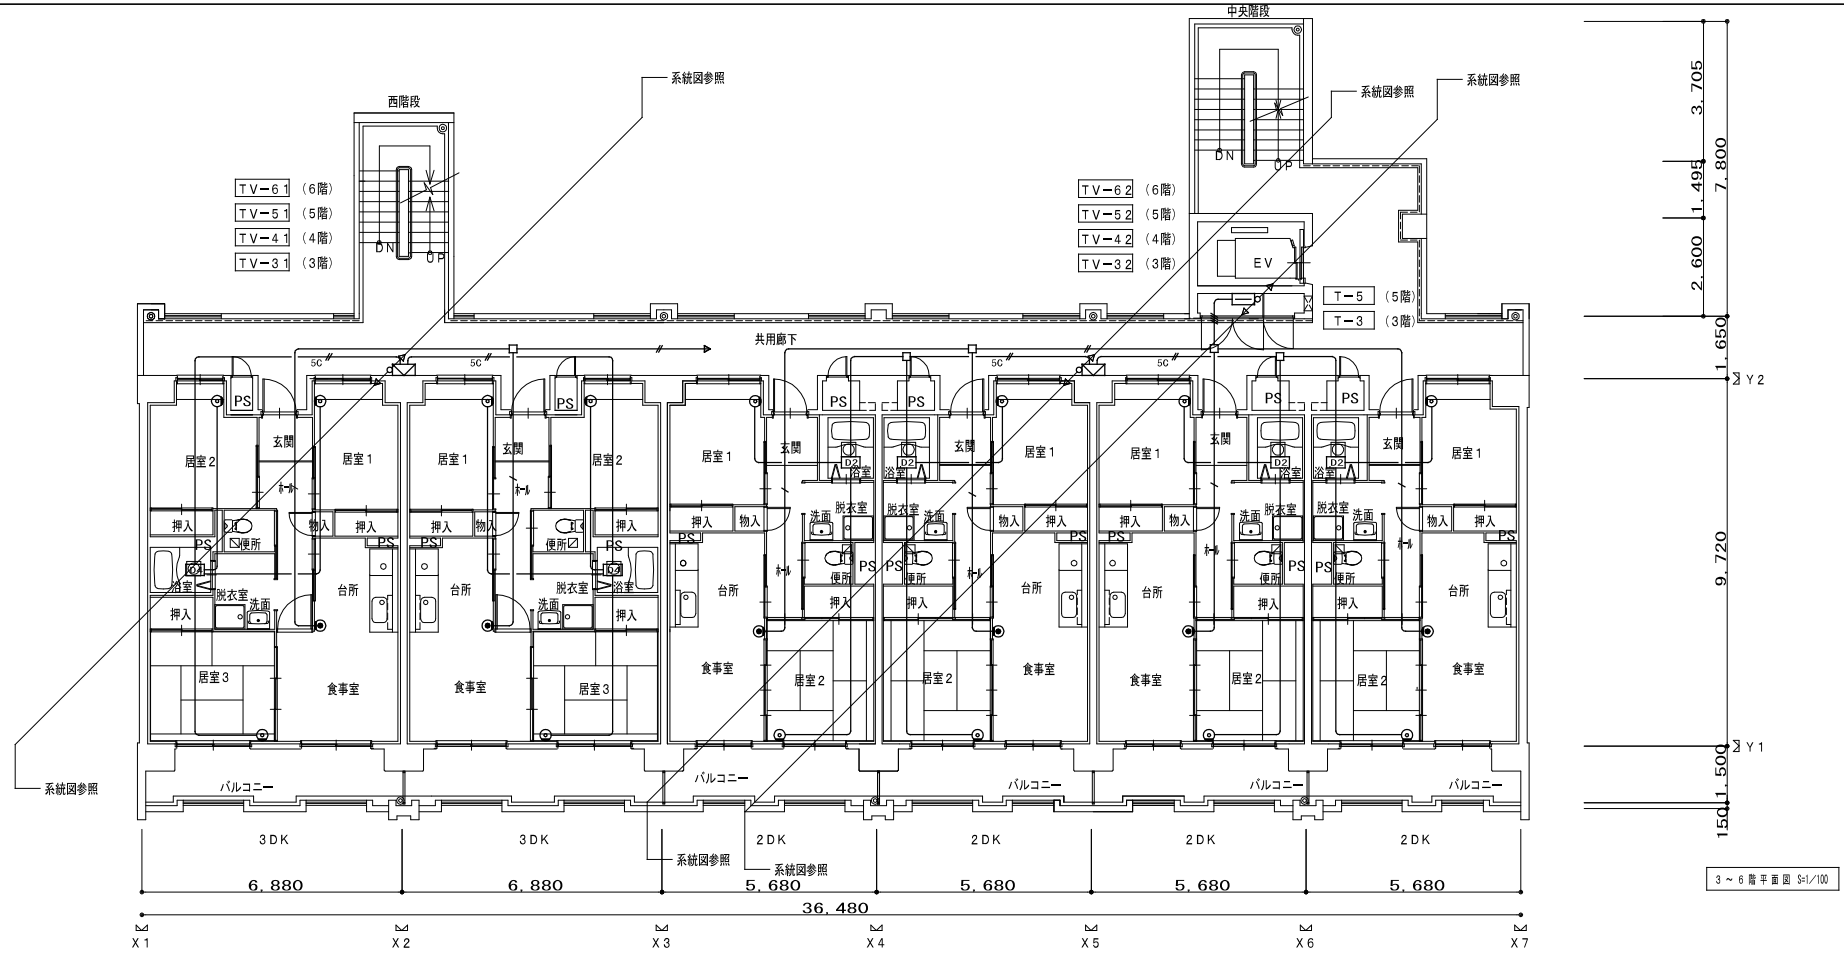 中央階段
系統図参照
系統図参照
系統図参照
西階段
3,705
7,800
1,495
2,600
1,650
9,720
1,500
150
DN
UP
DN
UP
TV-61 (6階)
TV-51 (5階)
TV-41 (4階)
TV-31 (3階)
TV-62 (6階)
TV-52 (5階)
TV-42 (4階)
TV-32 (3階)
EV
T-5 (5階)
T-3 (3階)
共用廊下
5C
5C
5C
5C
Y2
PS
PS
PS
PS
PS
PS
玄関
玄関
玄関
玄関
玄関
玄関
居室2
居室1
居室1
居室2
居室1
居室1
居室1
居室1
D2
D2
D2
D2
浴室
浴室
浴室
浴室
ホール
ホール
押入
物入
押入
押入
物入
押入
押入
物入
物入
押入
押入
物入
物入
押入
洗面
脱衣室
脱衣室
洗面
洗面
脱衣室
脱衣室
洗面
PS
便所
PS
PS
便所
PS
PS
PS
PS
PS
ホール
ホール
ホール
ホール
便所
PS
PS
便所
便所
PS
PS
便所
D4
D4
浴室
浴室
脱衣室
洗面
台所
台所
脱衣室
洗面
台所
台所
台所
台所
押入
押入
押入
押入
押入
押入
居室3
食事室
食事室
居室3
食事室
居室2
居室2
食事室
食事室
居室2
居室2
食事室
Y1
系統図参照
バルコニー
バルコニー
バルコニー
バルコニー
バルコニー
3DK
3DK
2DK
2DK
2DK
2DK
系統図参照
系統図参照
3～6階平面図 S=1/100
6,880
6,880
5,680
5,680
5,680
5,680
36,480
X1
X2
X3
X4
X5
X6
X7